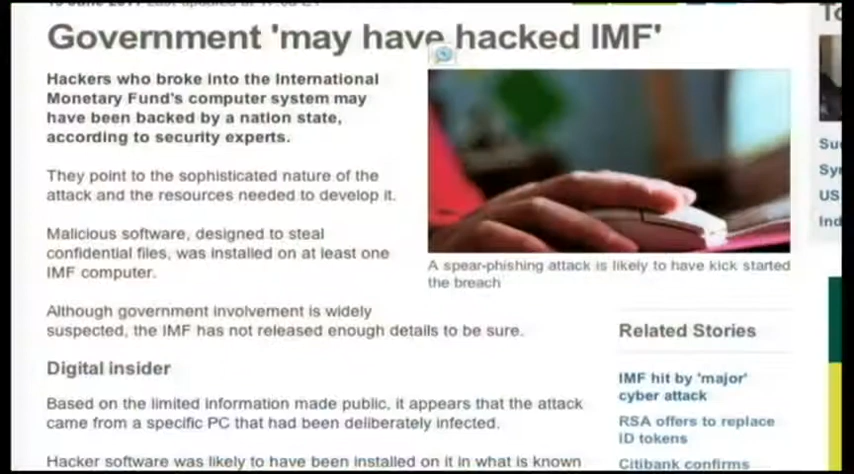 Government 'may have hacked IMF'
Hackers who broke into the International
Monetary Fund's computer system may
have been backed by a nation state,
according to security experts.
They point to the sophisticated nature of the
attack and the resources needed to develop it.
Malicious software, designed to steal
confidential files, was installed on at least one
IMF computer.
Although government involvement is widely
suspected, the IMF has not released enough details to be sure.
Digital insider
Based on the limited information made public, it appears that the attack
came from a specific PC that had been deliberately infected.
Hacker software was likely to have been installed on it in what is known
A spear-phishing attack is likely to have kick started
the breach
Related Stories
IMF hit by 'major'
cyber attack
RSA offers to replace
ID tokens
Citibank confirms
US